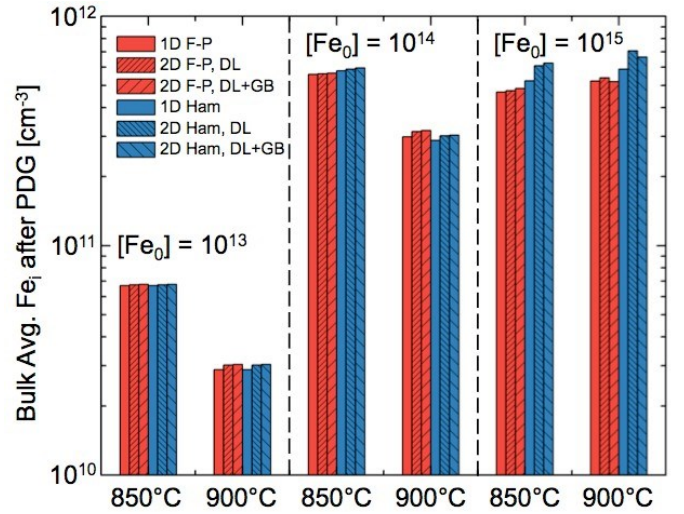 Bulk Avg. Feᵢ after PDG [cm⁻³]
10¹²
10¹¹
10¹⁰
1D F-P
2D F-P, DL
2D F-P, DL+GB
1D Ham
2D Ham, DL
2D Ham, DL+GB
[Fe₀] = 10¹³
[Fe₀] = 10¹⁴
[Fe₀] = 10¹⁵
850°C 900°C 850°C 900°C 850°C 900°C